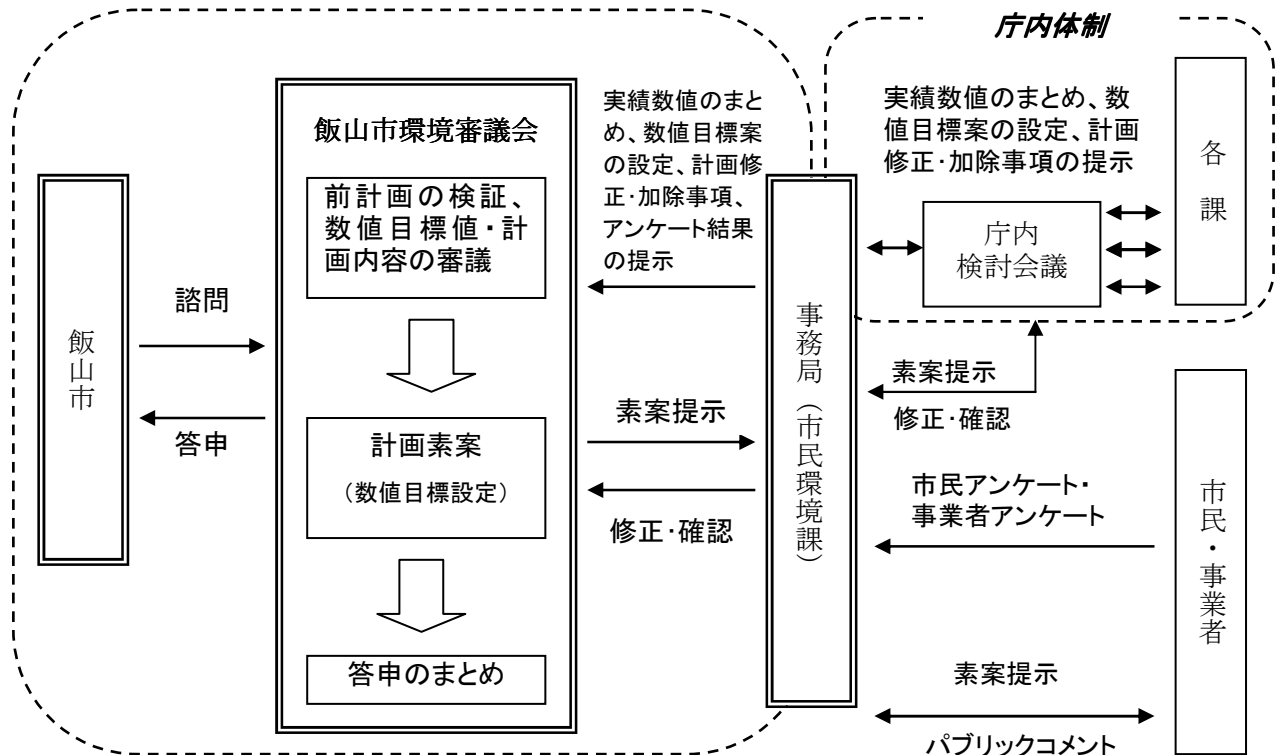 庁内体制
飯山市
諮問
答申
飯山市環境審議会
前計画の検証、
数値目標値・計
画内容の審議
計画素案
（数値目標設定）
答申のまとめ
実績数値のまと
め、数値目標案
の設定、計画修
正・加除事項、
アンケート結果
の提示
素案提示
修正・確認
事務局（市民環境課）
実績数値のまとめ、数
値目標案の設定、計画
修正・加除事項の提示
庁内
検討会議
各課
素案提示
修正・確認
市民アンケート・
事業者アンケート
市民・事業者
素案提示
パブリックコメント